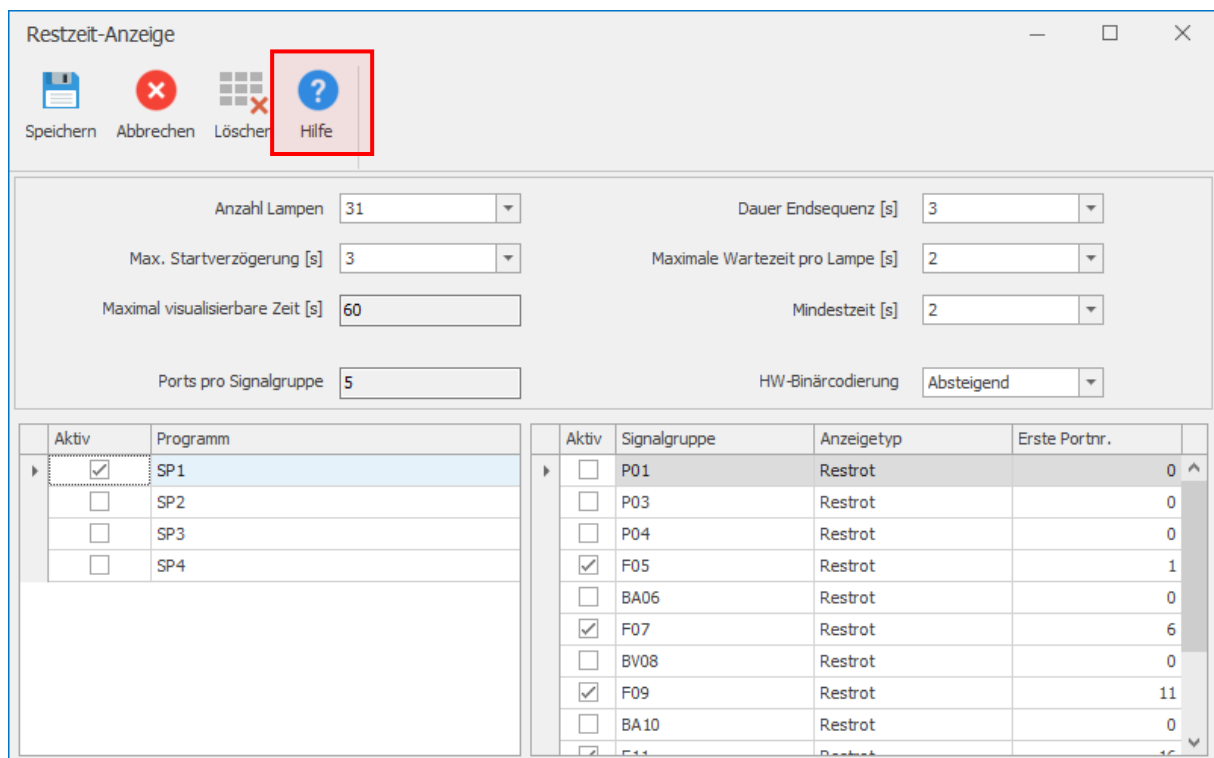 Restzeit-Anzeige
Speichern Abbrechen Löschen Hilfe
Anzahl Lampen 31 Dauer Endsequenz [s] 3
Max. Startverzögerung [s] 3 Maximale Wartezeit pro Lampe [s] 2
Maximal visualisierbare Zeit [s] 60 Mindestzeit [s] 2
Ports pro Signalgruppe 5 HW-Binärcodierung Absteigend
Aktiv Programm Aktiv Signalgruppe Anzeigetyp Erste Portnr.
SP1 P01 Restrot 0
SP2 P03 Restrot 0
SP3 P04 Restrot 0
SP4 F05 Restrot 1
BA06 Restrot 0
F07 Restrot 6
BV08 Restrot 0
F09 Restrot 11
BA10 Restrot 0